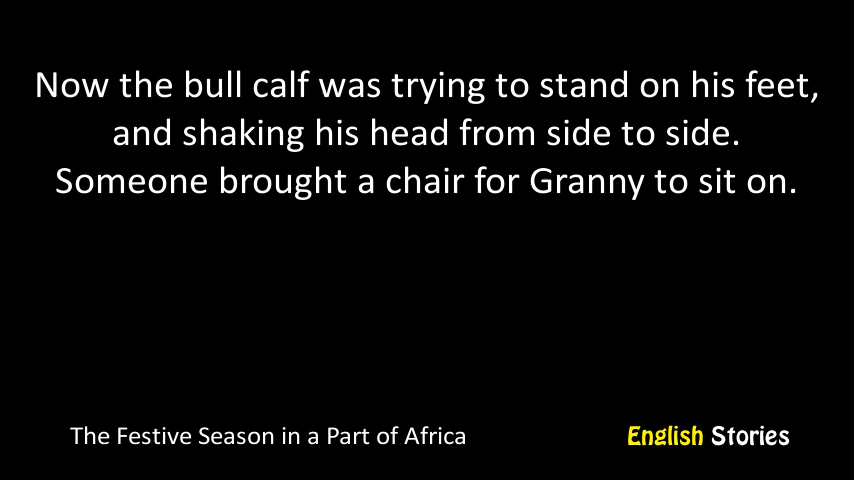 Now the bull calf was trying to stand on his feet,
and shaking his head from side to side.
Someone brought a chair for Granny to sit on.
The Festive Season in a Part of Africa
English Stories